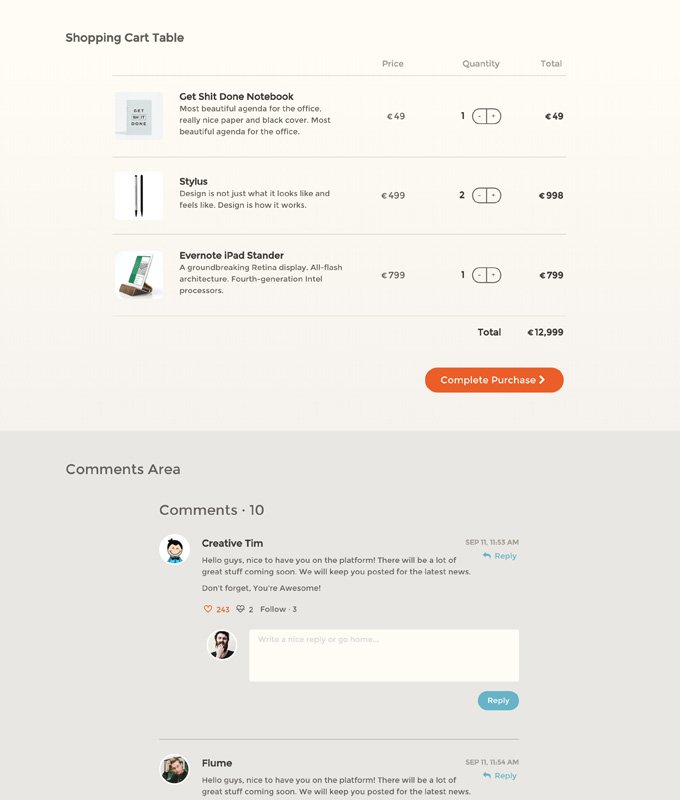 Shopping Cart Table
Price Quantity Total
GET
SH*IT
DONE
Get Shit Done Notebook
Most beautiful agenda for the office,
really nice paper and black cover. Most
beautiful agenda for the office.
€ 49 1 - + € 49
Stylus
Design is not just what it looks like and
feels like. Design is how it works.
€ 499 2 - + € 998
Evernote iPad Stander
A groundbreaking Retina display. All-flash
architecture. Fourth-generation Intel
processors.
€ 799 1 - + € 799
Total € 12,999
Complete Purchase
Comments Area
Comments · 10
Creative Tim SEP 11, 11:53 AM
Reply
Hello guys, nice to have you on the platform! There will be a lot of
great stuff coming soon. We will keep you posted for the latest news.
Don't forget, You're Awesome!
243 2 Follow · 3
Write a nice reply or go home...
Reply
Flume SEP 11, 11:54 AM
Reply
Hello guys, nice to have you on the platform! There will be a lot of
great stuff coming soon. We will keep you posted for the latest news.